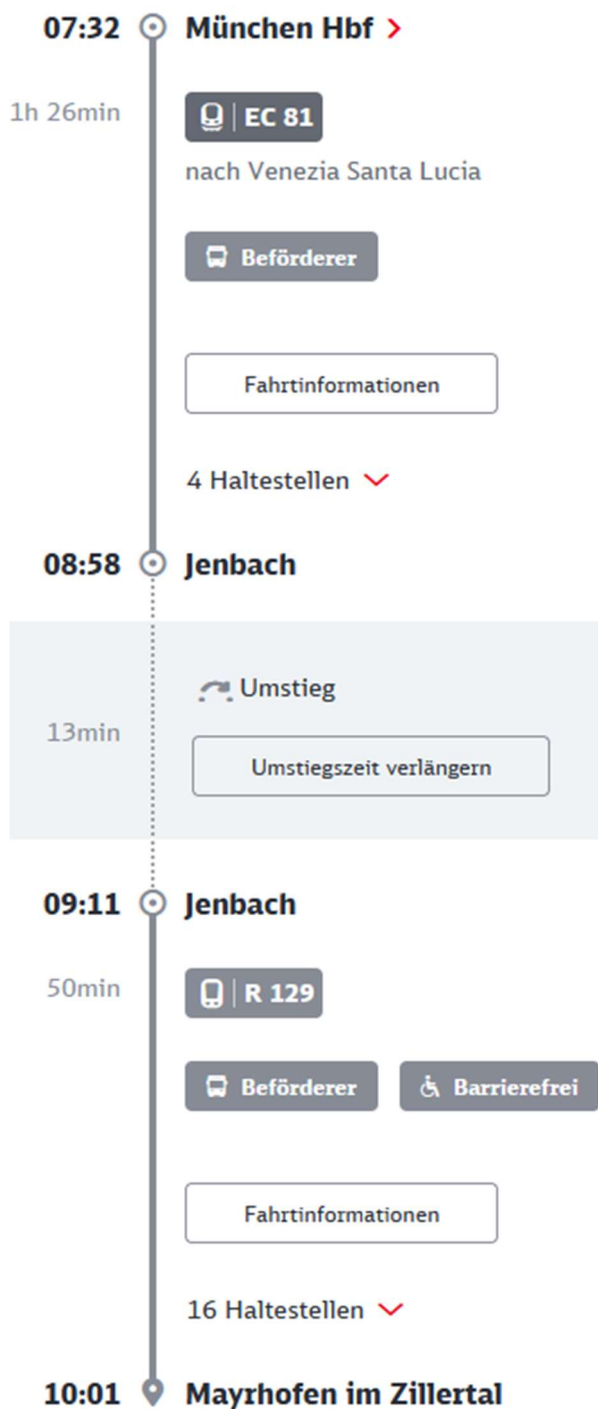 07:32 München Hbf
1h 26min EC 81
nach Venezia Santa Lucia
Beförderer
Fahrtinformationen
4 Haltestellen
08:58 Jenbach
Umstieg
13min
Umstiegszeit verlängern
09:11 Jenbach
50min R 129
Beförderer Barrierefrei
Fahrtinformationen
16 Haltestellen
10:01 Mayrhofen im Zillertal